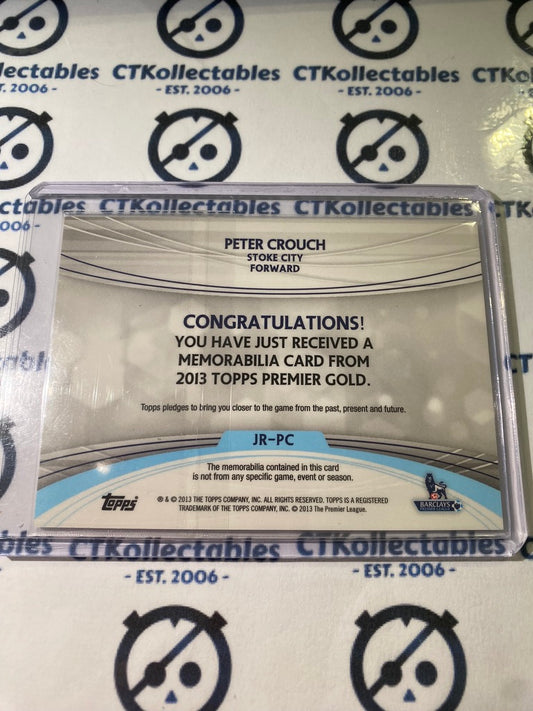 CTKollectables CTKollectables
- EST. 2006 - - EST. 2006 -
ctables CTKollectables CTKollectables
PETER CROUCH
STOKE CITY
FORWARD
CONGRATULATIONS!
YOU HAVE JUST RECEIVED A
MEMORABILIA CARD FROM
2013 TOPPS PREMIER GOLD.
Topps pledges to bring you closer to the game from the past, present and future.
JR-PC
The memorabilia contained in this card
is not from any specific game, event or season.
Topps
® & © 2013 THE TOPPS COMPANY, INC. ALL RIGHTS RESERVED. TOPPS IS A REGISTERED
TRADEMARK OF THE TOPPS COMPANY, INC. © 2013 The Premier League.
BARCLAYS
bles CTKollectables CTKollectables
- EST. 2006 - - EST. 2006 -